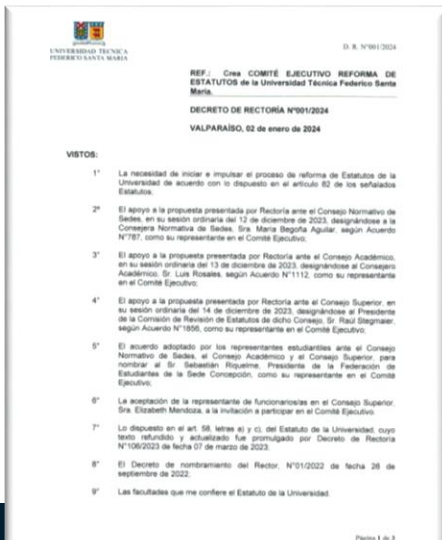 UNIVERSIDAD TECNICA
FEDERICO SANTA MARIA
D. R. N°001/2024
REF.: Crea COMITÉ EJECUTIVO REFORMA DE
ESTATUTOS de la Universidad Técnica Federico Santa
María.
DECRETO DE RECTORÍA N°001/2024
VALPARAÍSO, 02 de enero de 2024
VISTOS:
1° La necesidad de iniciar e impulsar el proceso de reforma de Estatutos de la
Universidad de acuerdo con lo dispuesto en el artículo 82 de los señalados
Estatutos.
2° El apoyo a la propuesta presentada por Rectoría ante el Consejo Normativo de
Sedes, en su sesión ordinaria del 12 de diciembre de 2023, designándose a la
Consejera Normativa de Sedes, Sra. María Begoña Aguilar, según Acuerdo
N°787, como su representante en el Comité Ejecutivo;
3° El apoyo a la propuesta presentada por Rectoría ante el Consejo Académico,
en su sesión ordinaria del 13 de diciembre de 2023, designándose al Consejero
Académico, Sr. Luis Rosales, según Acuerdo N°1112, como su representante
en el Comité Ejecutivo;
4° El apoyo a la propuesta presentada por Rectoría ante el Consejo Superior, en
su sesión ordinaria del 14 de diciembre de 2023, designándose al Presidente
de la Comisión de Revisión de Estatutos de dicho Consejo, Sr. Raúl Stegmaier,
según Acuerdo N°1856, como su representante en el Comité Ejecutivo;
5° El acuerdo adoptado por los representantes estudiantiles ante el Consejo
Normativo de Sedes, el Consejo Académico y el Consejo Superior, para
nombrar al Sr. Sebastián Riquelme, Presidente de la Federación de
Estudiantes de la Sede Concepción, como su representante en el Comité
Ejecutivo;
6° La aceptación de la representante de funcionarios/as en el Consejo Superior,
Sra. Elizabeth Mendoza, a la invitación a participar en el Comité Ejecutivo.
7° Lo dispuesto en el art. 58, letras a) y c), del Estatuto de la Universidad, cuyo
texto refundido y actualizado fue promulgado por Decreto de Rectoría
N°106/2023 de fecha 07 de marzo de 2023;
8° El Decreto de nombramiento del Rector, N°01/2022 de fecha 28 de
septiembre de 2022;
9° Las facultades que me confiere el Estatuto de la Universidad.
Página 1 de 3